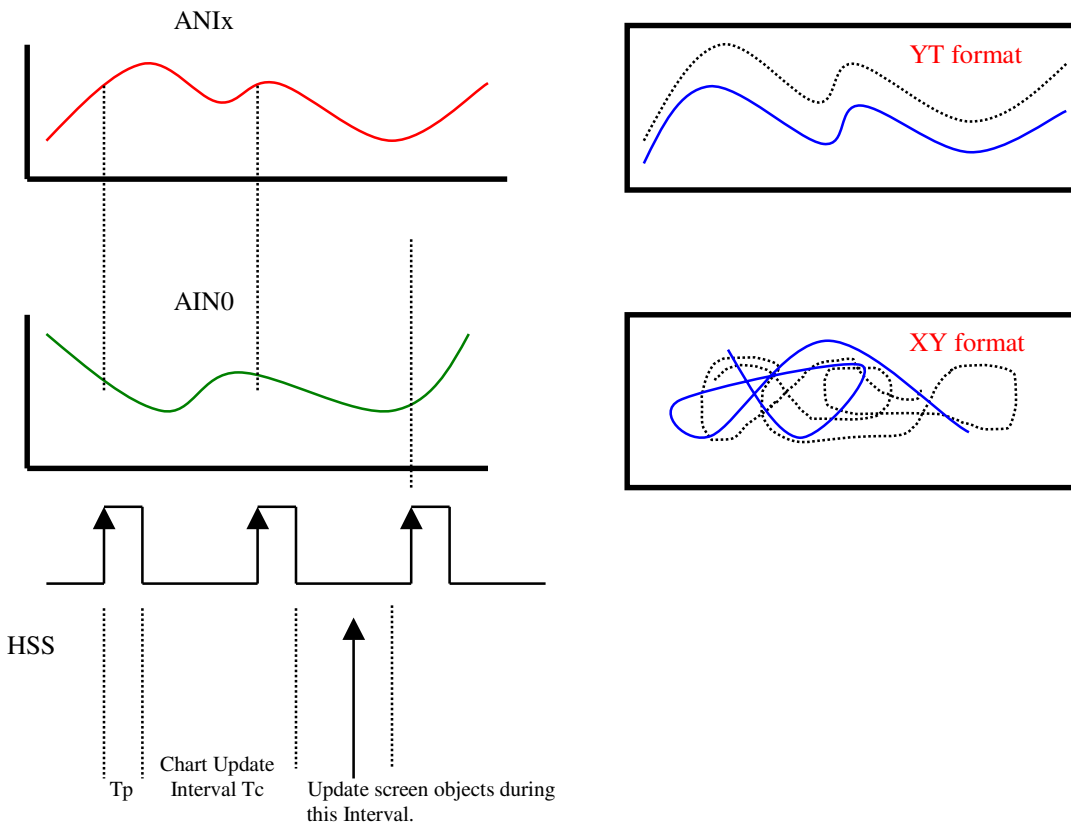 ANIx
YT format
AIN0
XY format
HSS
Tp
Chart Update
Interval Tc
Update screen objects during
this Interval.